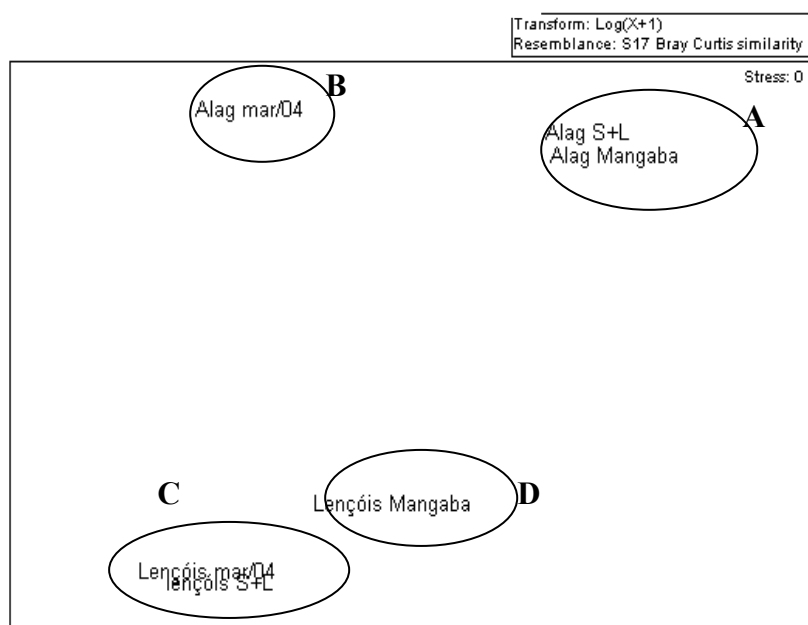 Transform: Log(X+1)
Resemblance: S17 Bray Curtis similarity
Stress: 0
B
Alag mar/04
A
Alag S+L
Alag Mangaba
C
D
Lençóis Mangaba
Lençóis mar/04
lençóis S+L